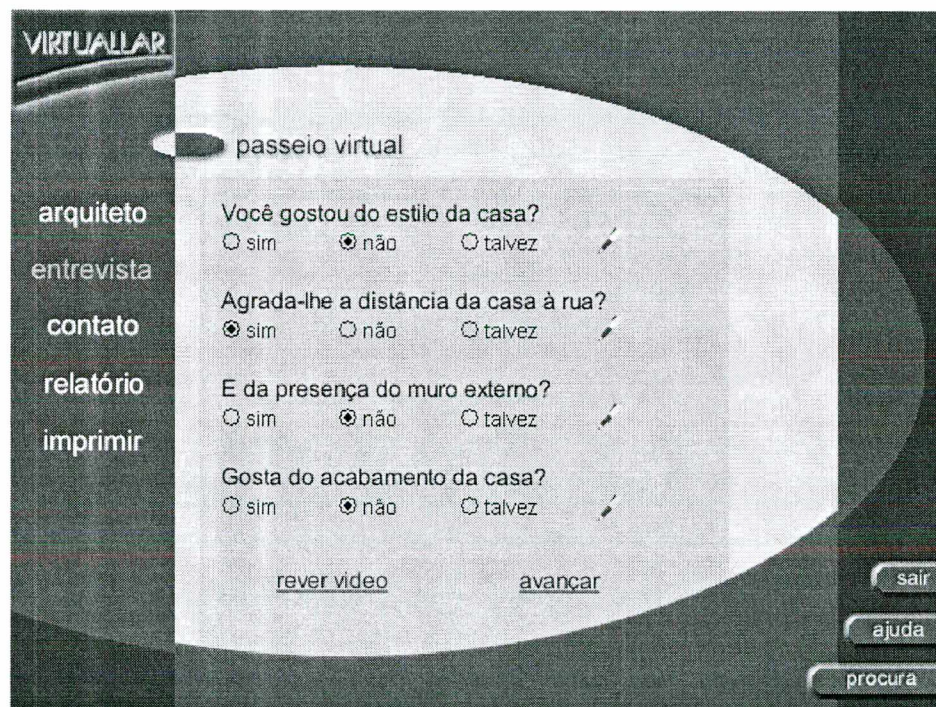 VIRTUALLAR
passeio virtual
arquiteto
entrevista
contato
relatório
imprimir
Você gostou do estilo da casa?
sim não talvez
Agrada-lhe a distância da casa à rua?
sim não talvez
E da presença do muro externo?
sim não talvez
Gosta do acabamento da casa?
sim não talvez
rever video avançar
sair
ajuda
procura